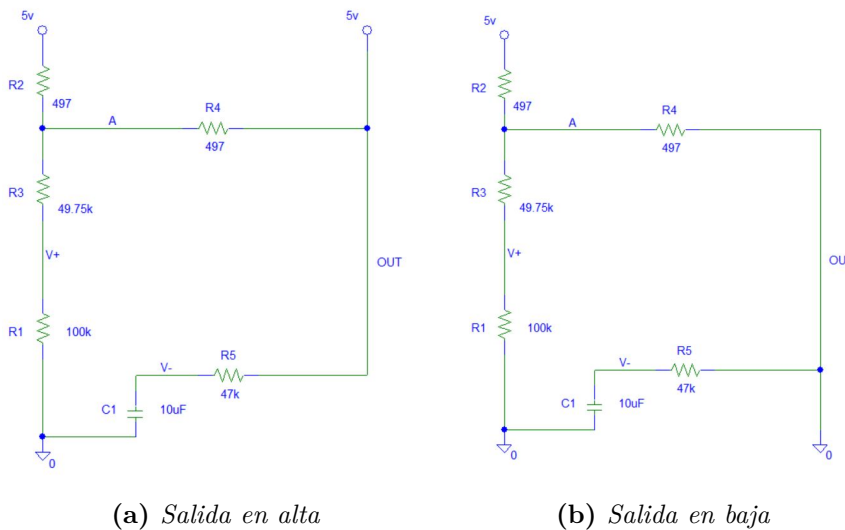 5v
5v
R2
497
A
R4
497
R3
49.75k
V+
OUT
R1
100k
V-
R5
47k
C1
10uF
0
5v
R2
497
A
R4
497
R3
49.75k
V+
OU
R1
100k
V-
R5
47k
C1
10uF
0
0
(a) Salida en alta
(b) Salida en baja